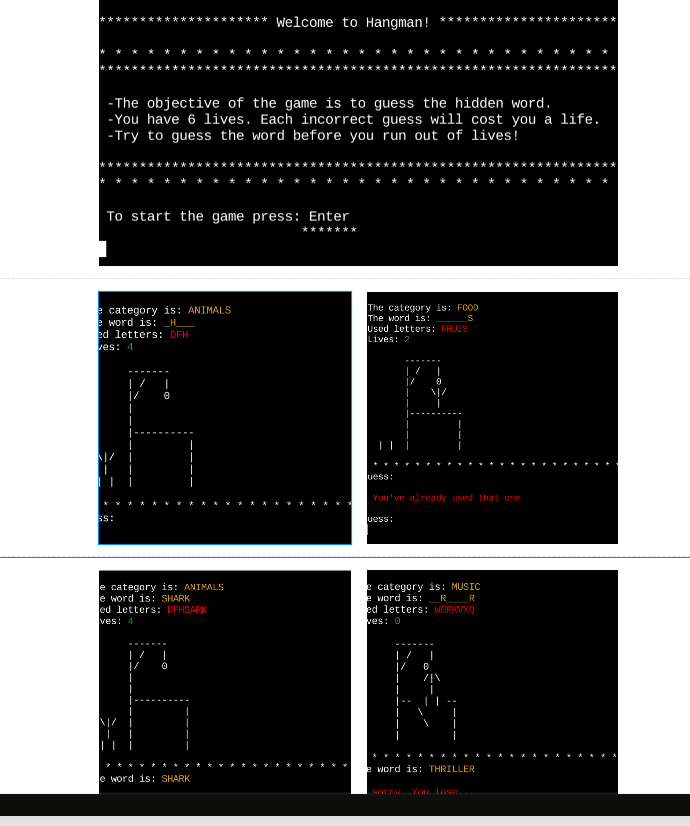 ********************* Welcome to Hangman! **********************
* * * * * * * * * * * * * * * * * * * * * * * * * * * * * * * *
****************************************************************
-The objective of the game is to guess the hidden word.
-You have 6 lives. Each incorrect guess will cost you a life.
-Try to guess the word before you run out of lives!
****************************************************************
* * * * * * * * * * * * * * * * * * * * * * * * * * * * * * * *
To start the game press: Enter
*******
e category is: ANIMALS
e word is: _H___
ed letters: DFH
ves: 4
* * * * * * * * * * * * * * * * * * * * *
ss:
The category is: FOOD
The word is: ______S
Used letters: FRUIS
Lives: 2
* * * * * * * * * * * * * * * * * * * * * * * *
uess:
You've already used that one
uess:
e category is: ANIMALS
e word is: SHARK
ed letters: DFHSARK
ves: 4
* * * * * * * * * * * * * * * * * * * * *
e word is: SHARK
e category is: MUSIC
e word is: __R____R
ed letters: WGRKVXQ
ves: 0
* * * * * * * * * * * * * * * * * * * * *
e word is: THRILLER
sorry. You lose...